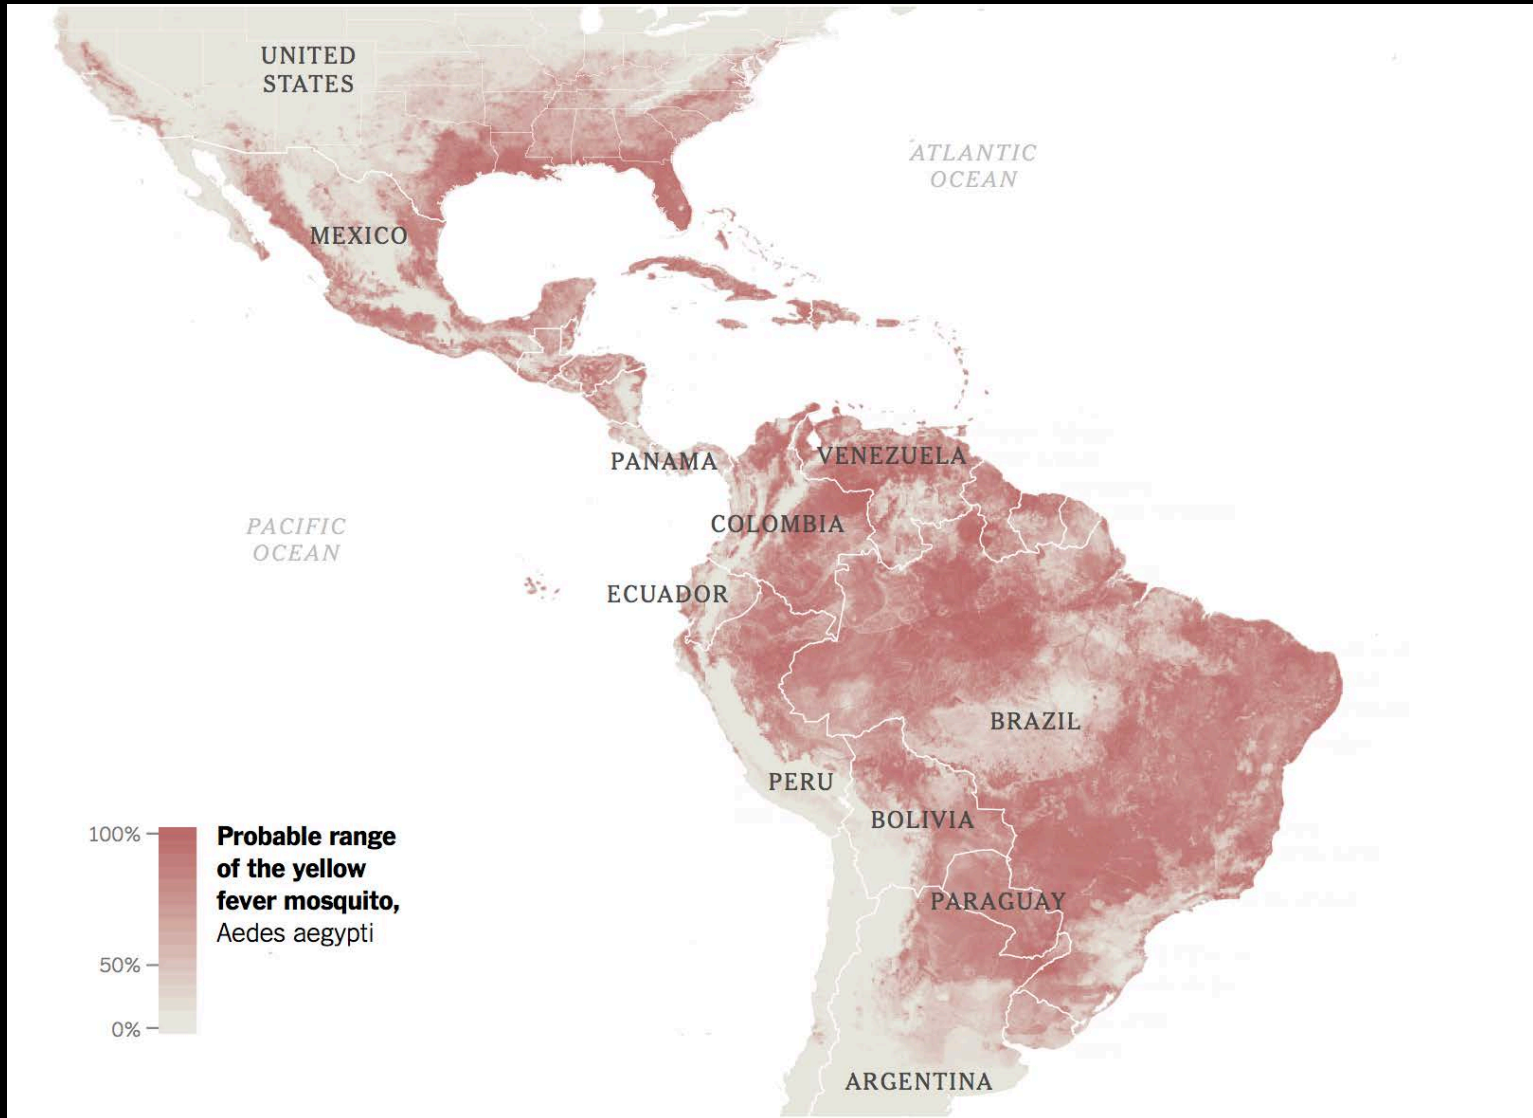 UNITED
STATES
ATLANTIC
OCEAN
MEXICO
PANAMA
VENEZUELA
COLOMBIA
PACIFIC
OCEAN
ECUADOR
BRAZIL
PERU
BOLIVIA
PARAGUAY
ARGENTINA
100%
50%
0%
Probable range
of the yellow
fever mosquito,
Aedes aegypti